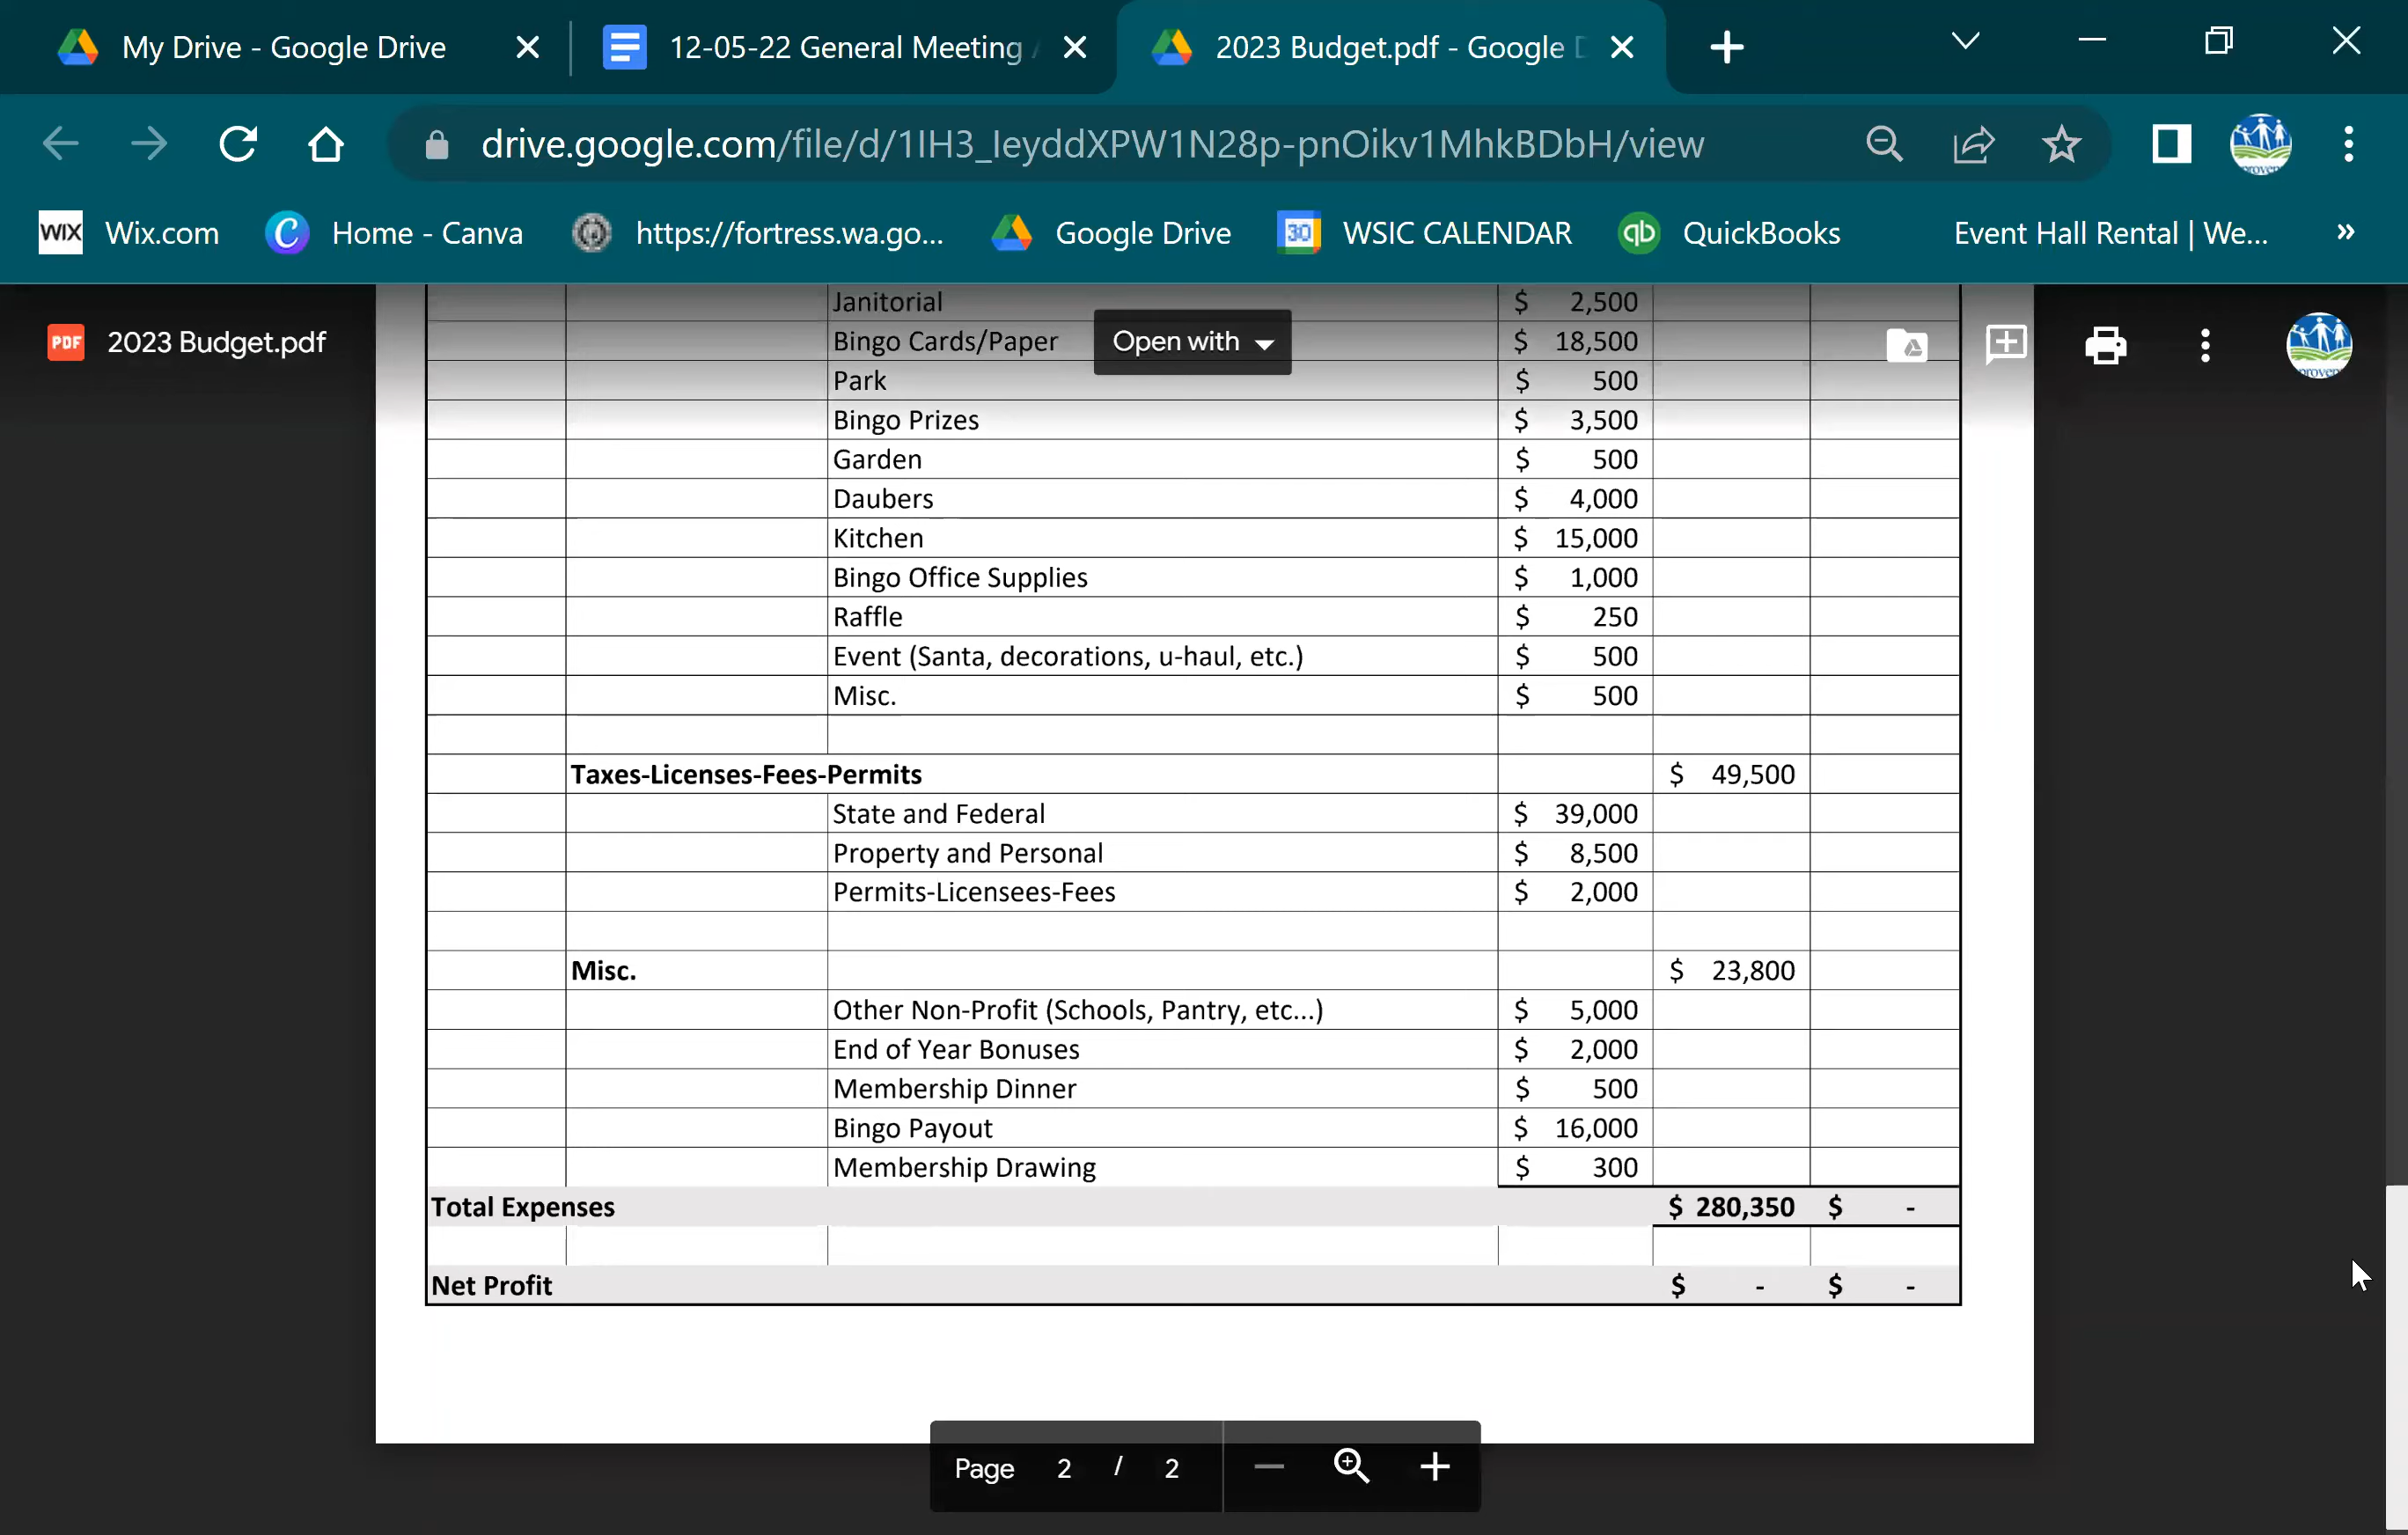 My Drive - Google Drive
12-05-22 General Meeting
2023 Budget.pdf - Google
drive.google.com/file/d/1IH3_IeyddXPW1N28p-pnOikv1MhkBDbH/view
WIX Wix.com Home - Canva https://fortress.wa.go... Google Drive 30 WSIC CALENDAR qb QuickBooks Event Hall Rental | We... »
PDF 2023 Budget.pdf
Open with
Janitorial $ 2,500
Bingo Cards/Paper $ 18,500
Park $ 500
Bingo Prizes $ 3,500
Garden $ 500
Daubers $ 4,000
Kitchen $ 15,000
Bingo Office Supplies $ 1,000
Raffle $ 250
Event (Santa, decorations, u-haul, etc.) $ 500
Misc. $ 500
Taxes-Licenses-Fees-Permits $ 49,500
State and Federal $ 39,000
Property and Personal $ 8,500
Permits-Licensees-Fees $ 2,000
Misc. $ 23,800
Other Non-Profit (Schools, Pantry, etc...) $ 5,000
End of Year Bonuses $ 2,000
Membership Dinner $ 500
Bingo Payout $ 16,000
Membership Drawing $ 300
Total Expenses $ 280,350 $ -
Net Profit $ - $ -
Page 2 / 2